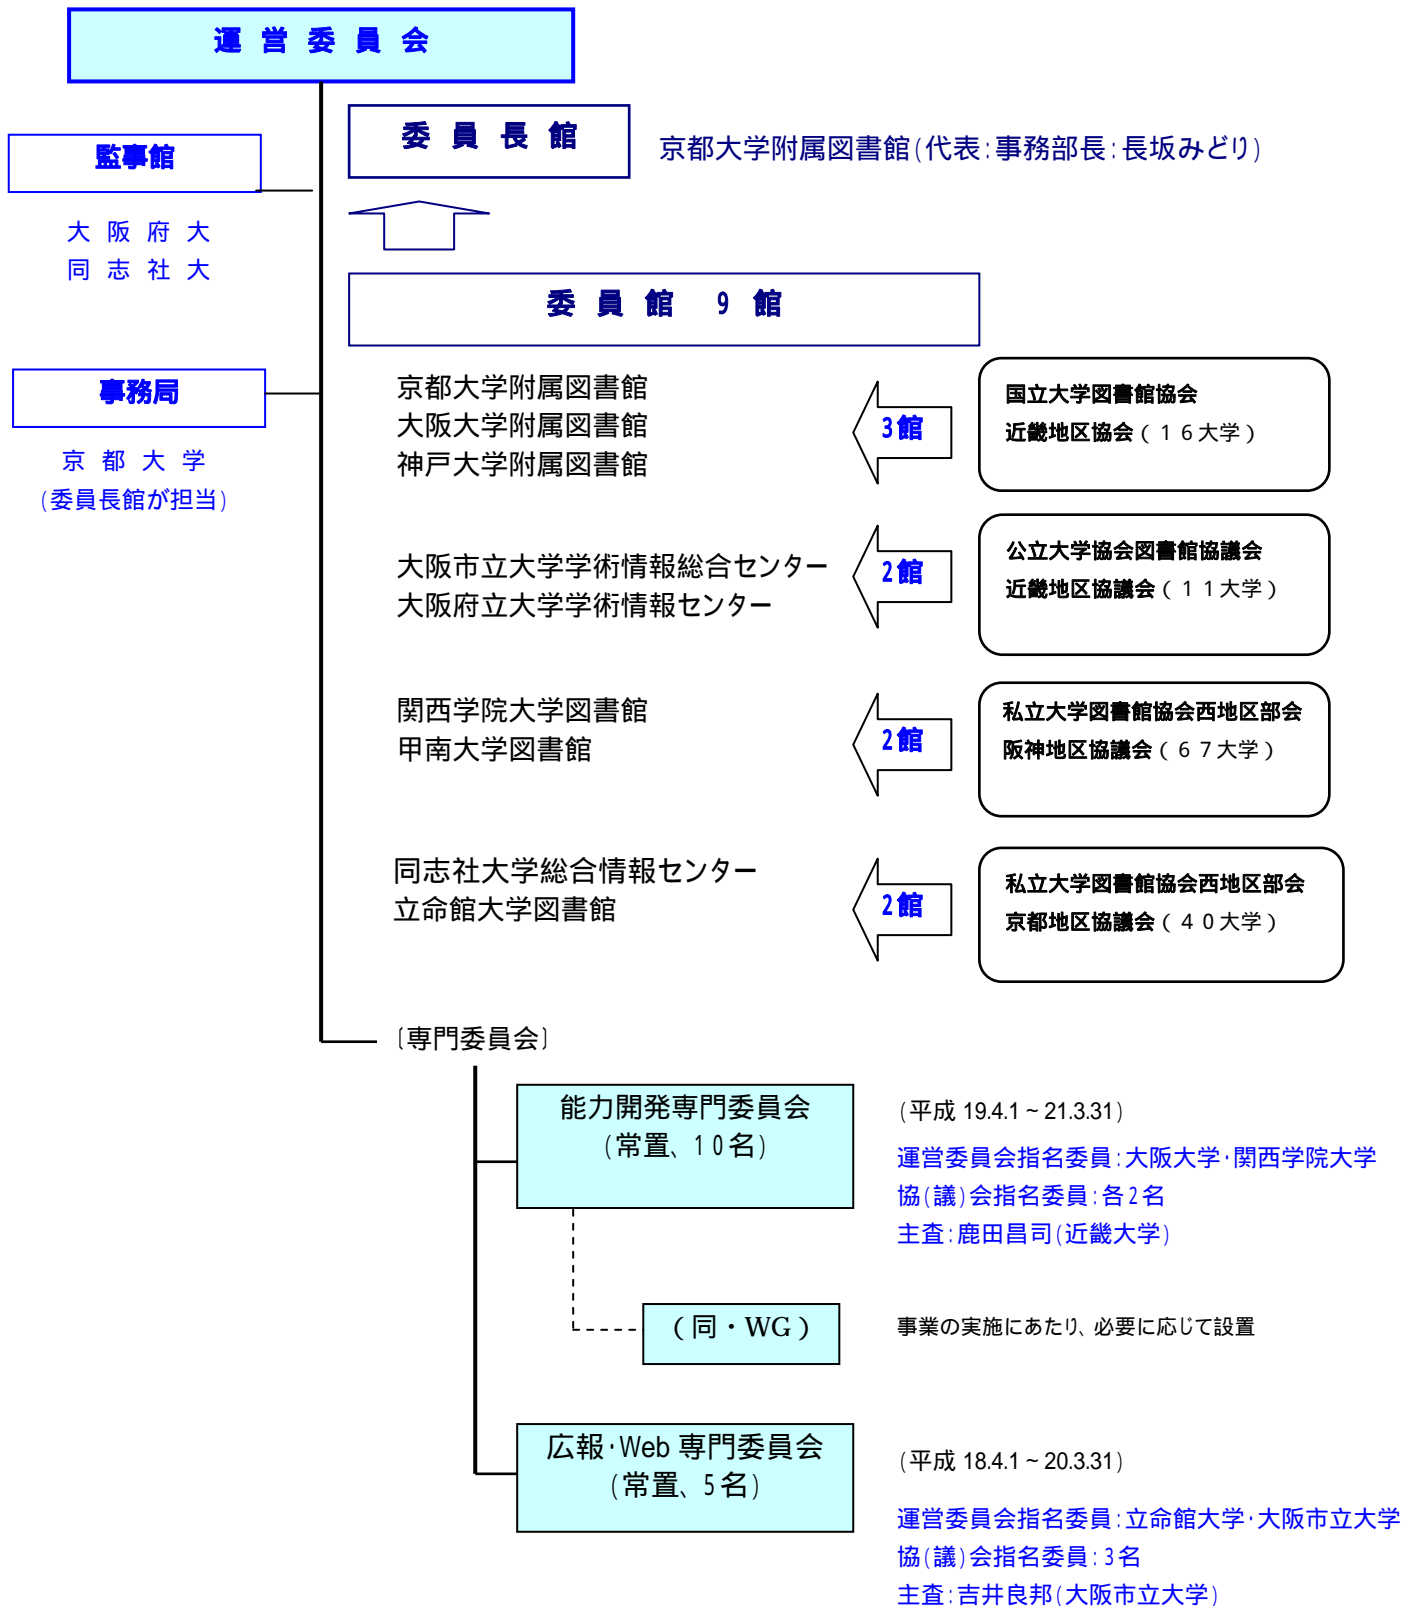 運 営 委 員 会
委 員 長 館
京都大学附属図書館(代表:事務部長:長坂みどり)
監事館
大 阪 府 大
同 志 社 大
委 員 館 9 館
事務局
京 都 大 学
(委員長館が担当)
京都大学附属図書館
大阪大学附属図書館
神戸大学附属図書館
3館
国立大学図書館協会
近畿地区協会(16大学)
大阪市立大学学術情報総合センター
大阪府立大学学術情報センター
2館
公立大学協会図書館協議会
近畿地区協議会(11大学)
関西学院大学図書館
甲南大学図書館
2館
私立大学図書館協会西地区部会
阪神地区協議会(67大学)
同志社大学総合情報センター
立命館大学図書館
2館
私立大学図書館協会西地区部会
京都地区協議会(40大学)
〔専門委員会〕
能力開発専門委員会
(常置、10名)
(平成 19.4.1~21.3.31)
運営委員会指名委員:大阪大学・関西学院大学
協(議)会指名委員:各2名
主査:鹿田昌司(近畿大学)
(同・WG)
事業の実施にあたり、必要に応じて設置
広報・Web 専門委員会
(常置、5名)
(平成 18.4.1~20.3.31)
運営委員会指名委員:立命館大学・大阪市立大学
協(議)会指名委員:3名
主査:吉井良邦(大阪市立大学)